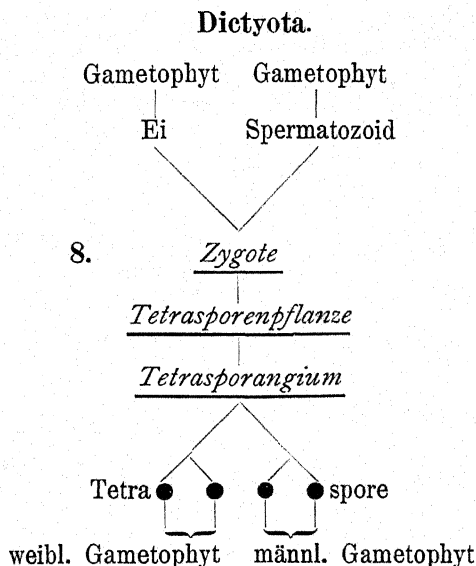 Dictyota.
Gametophyt Gametophyt
Ei Spermatozoid
8. Zygote
Tetrasporenpflanze
Tetrasporangium
Tetra spore
weibl. Gametophyt männl. Gametophyt